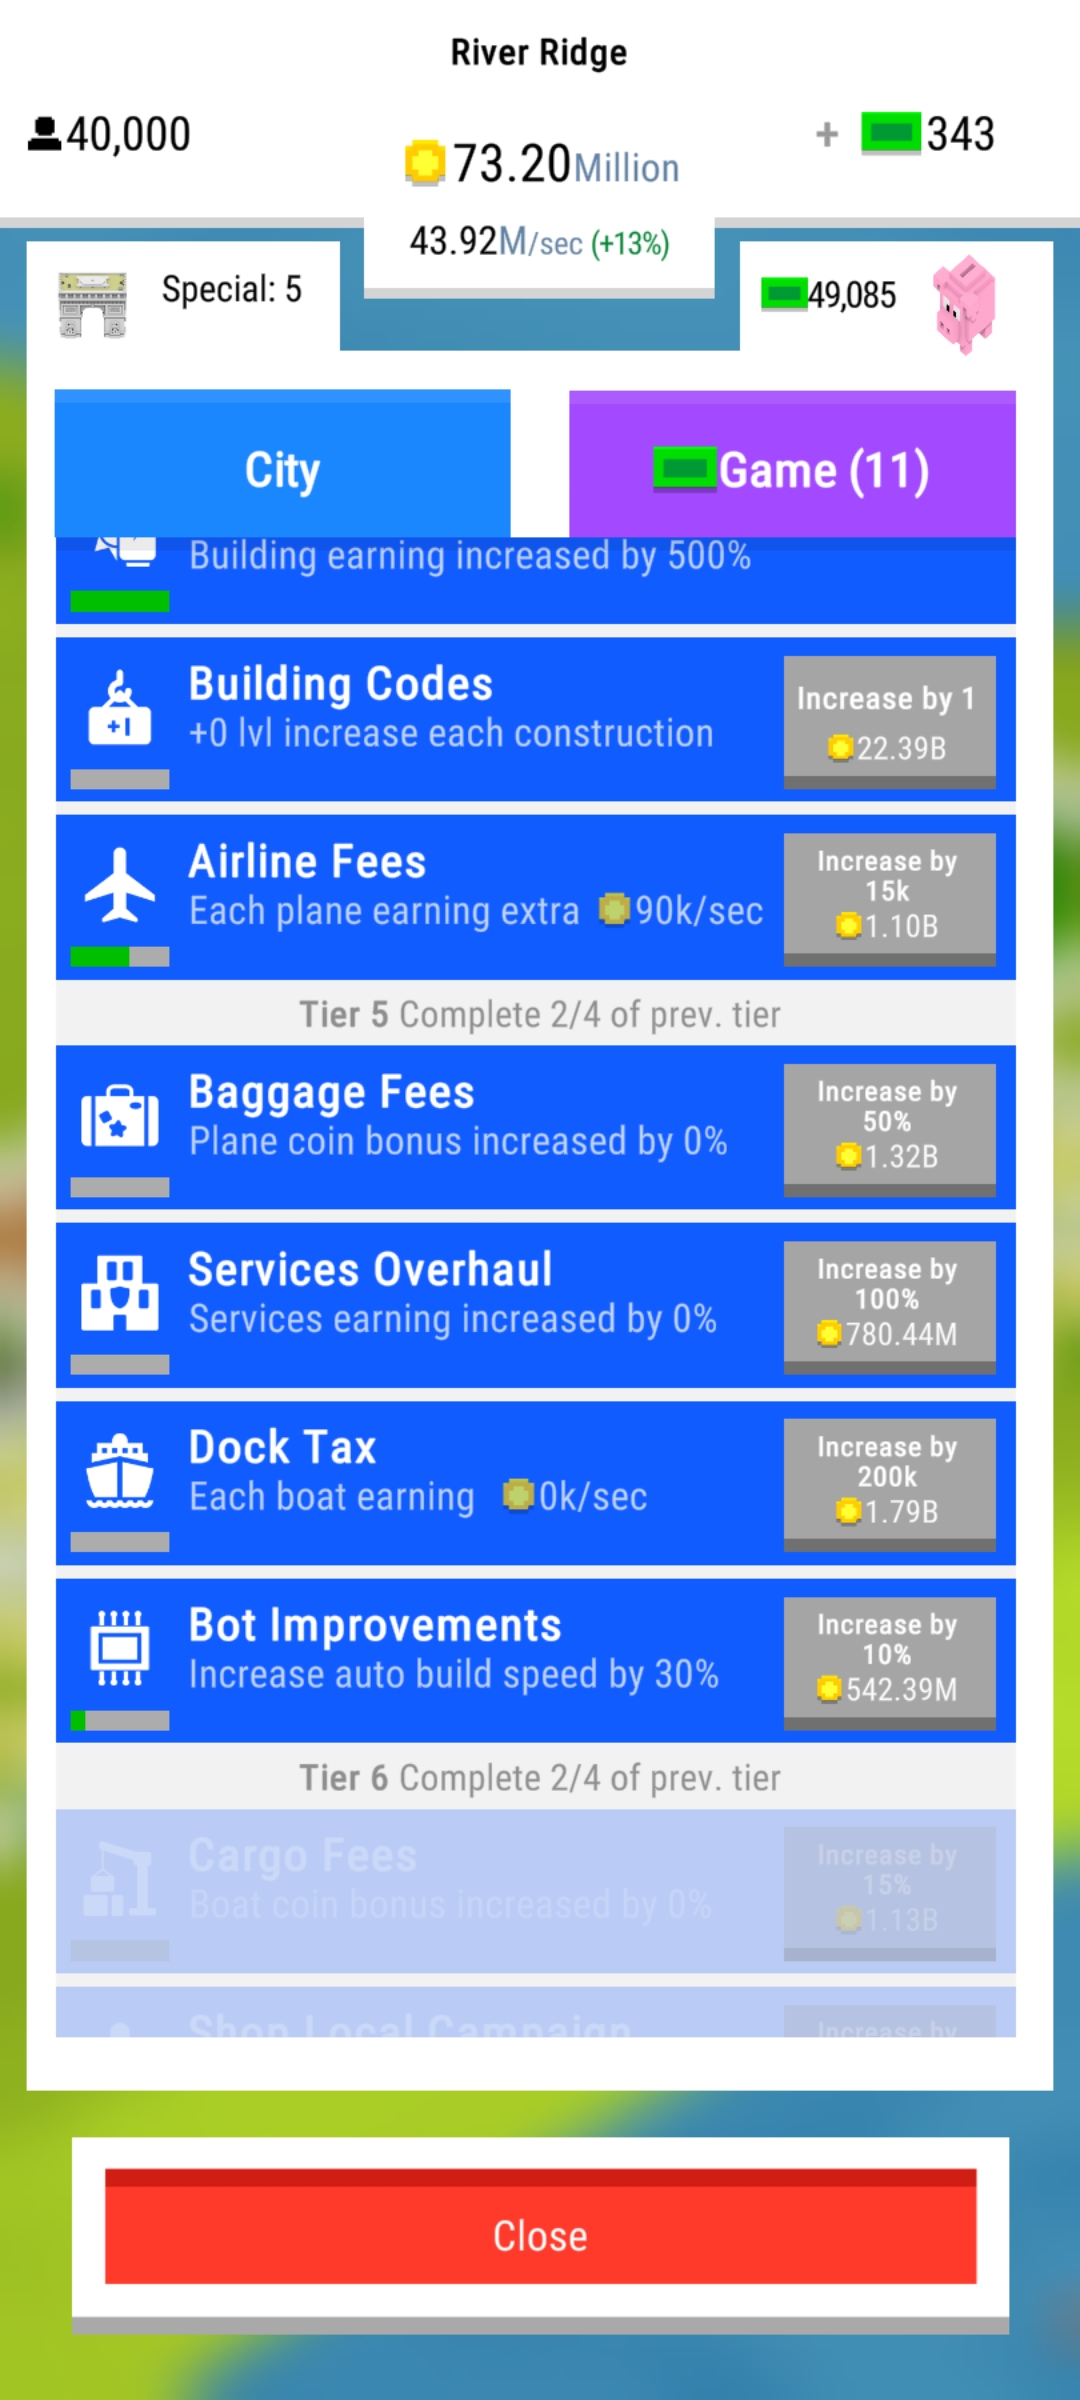 River Ridge
40,000
73.20Million
+ 343
43.92M/sec (+13%)
Special: 5
49,085
City
Game (11)
Building earning increased by 500%
Building Codes
+0 lvl increase each construction
Increase by 1
22.39B
Airline Fees
Each plane earning extra 90k/sec
Increase by
15k
1.10B
Tier 5 Complete 2/4 of prev. tier
Baggage Fees
Plane coin bonus increased by 0%
Increase by
50%
1.32B
Services Overhaul
Services earning increased by 0%
Increase by
100%
780.44M
Dock Tax
Each boat earning 0k/sec
Increase by
200k
1.79B
Bot Improvements
Increase auto build speed by 30%
Increase by
10%
542.39M
Tier 6 Complete 2/4 of prev. tier
Cargo Fees
Boat coin bonus increased by 0%
Increase by
15%
1.13B
Shop Local Campaign
Increase by
Close